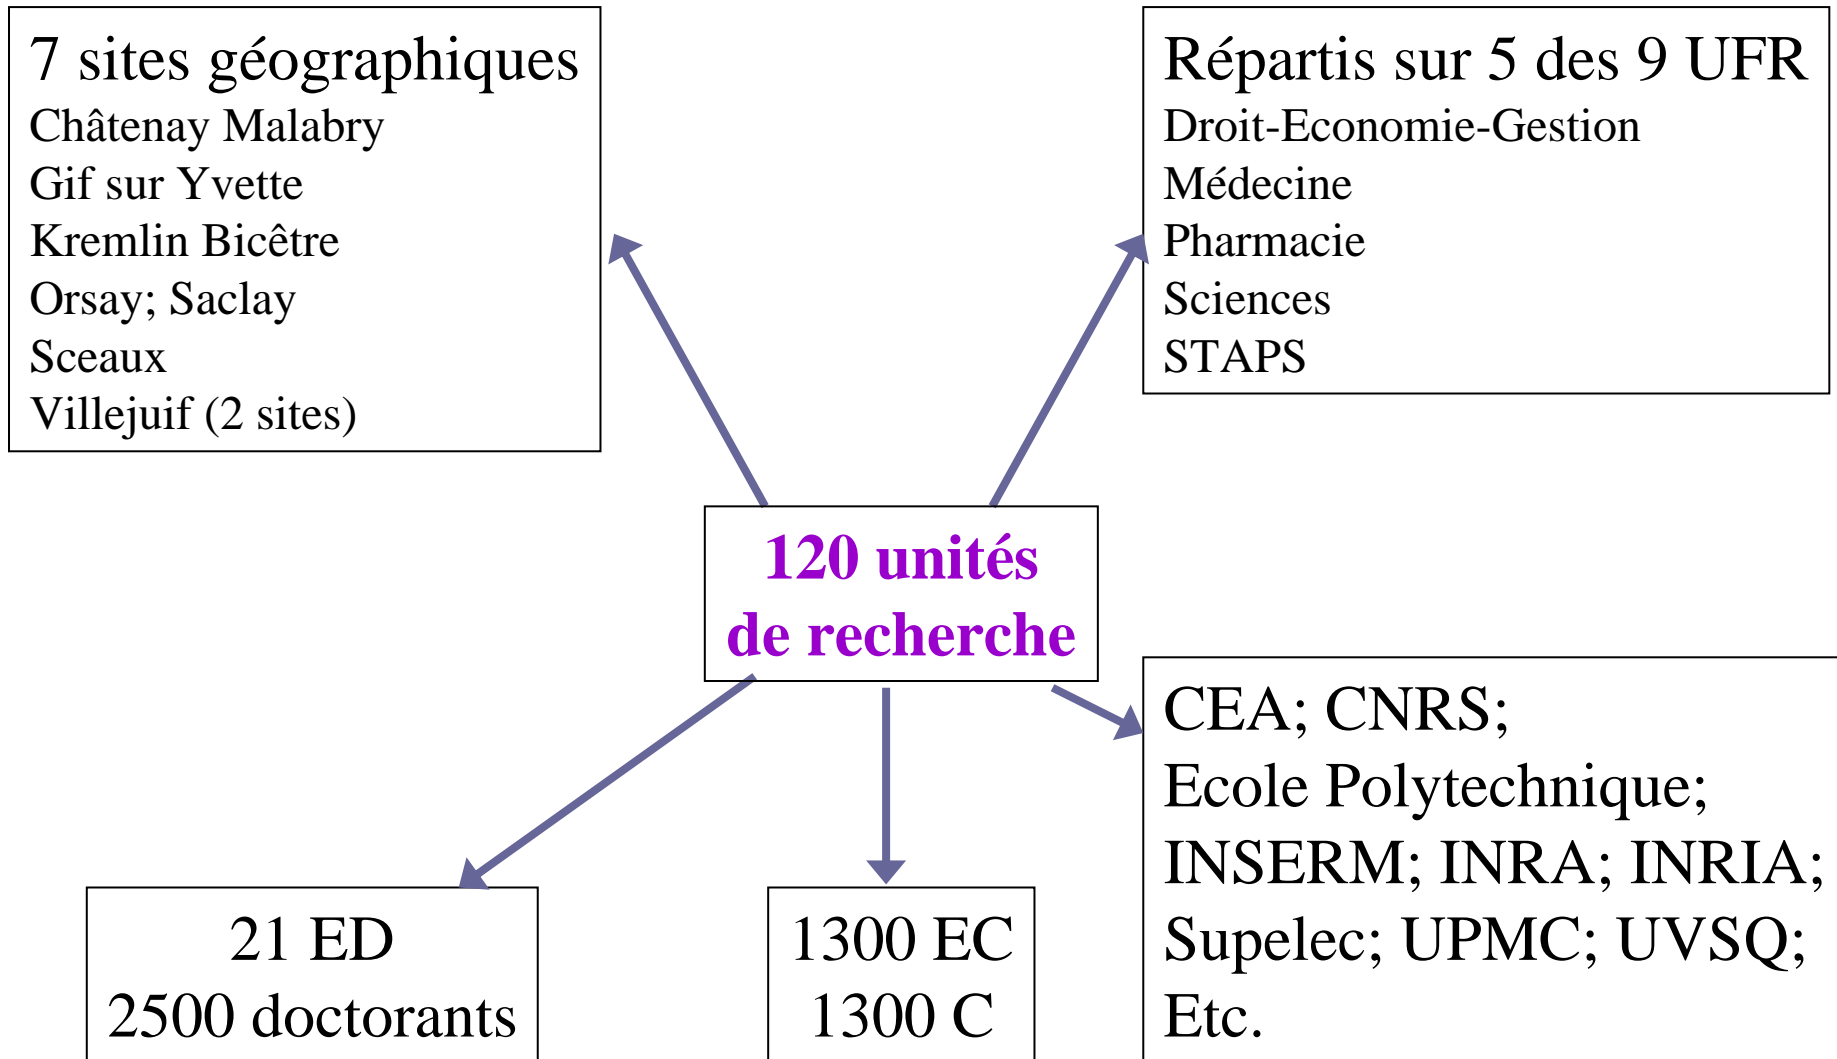 7 sites géographiques
Châtenay Malabry
Gif sur Yvette
Kremlin Bicêtre
Orsay; Saclay
Sceaux
Villejuif (2 sites)
Répartis sur 5 des 9 UFR
Droit-Economie-Gestion
Médecine
Pharmacie
Sciences
STAPS
120 unités
de recherche
CEA; CNRS;
Ecole Polytechnique;
INSERM; INRA; INRIA;
Supelec; UPMC; UVSQ;
Etc.
21 ED
2500 doctorants
1300 EC
1300 C